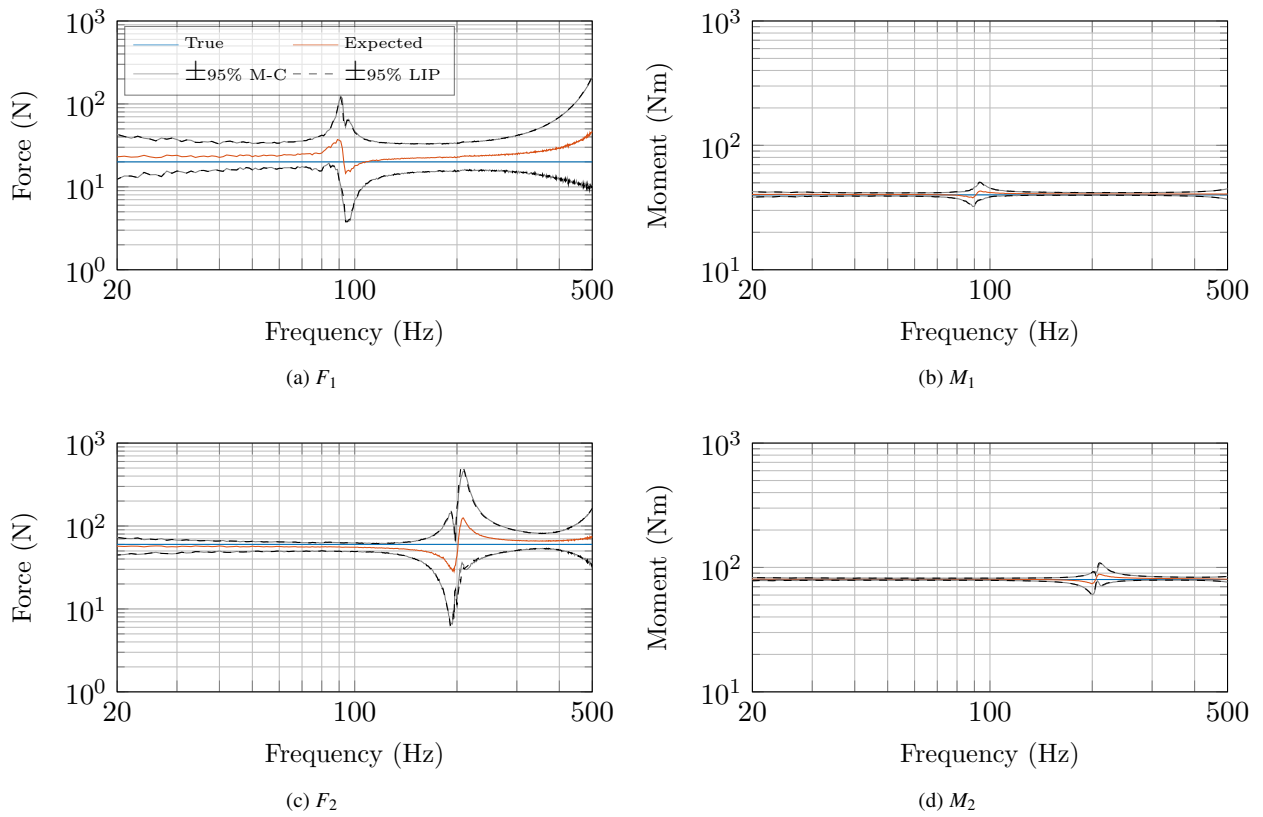 10^3
10^2
10^1
10^0
Force (N)
True
Expected
±95% M-C
±95% LIP
20
100
500
Frequency (Hz)
(a) F_1
10^3
10^2
10^1
Moment (Nm)
20
100
500
Frequency (Hz)
(b) M_1
10^3
10^2
10^1
10^0
Force (N)
20
100
500
Frequency (Hz)
(c) F_2
10^3
10^2
10^1
Moment (Nm)
20
100
500
Frequency (Hz)
(d) M_2